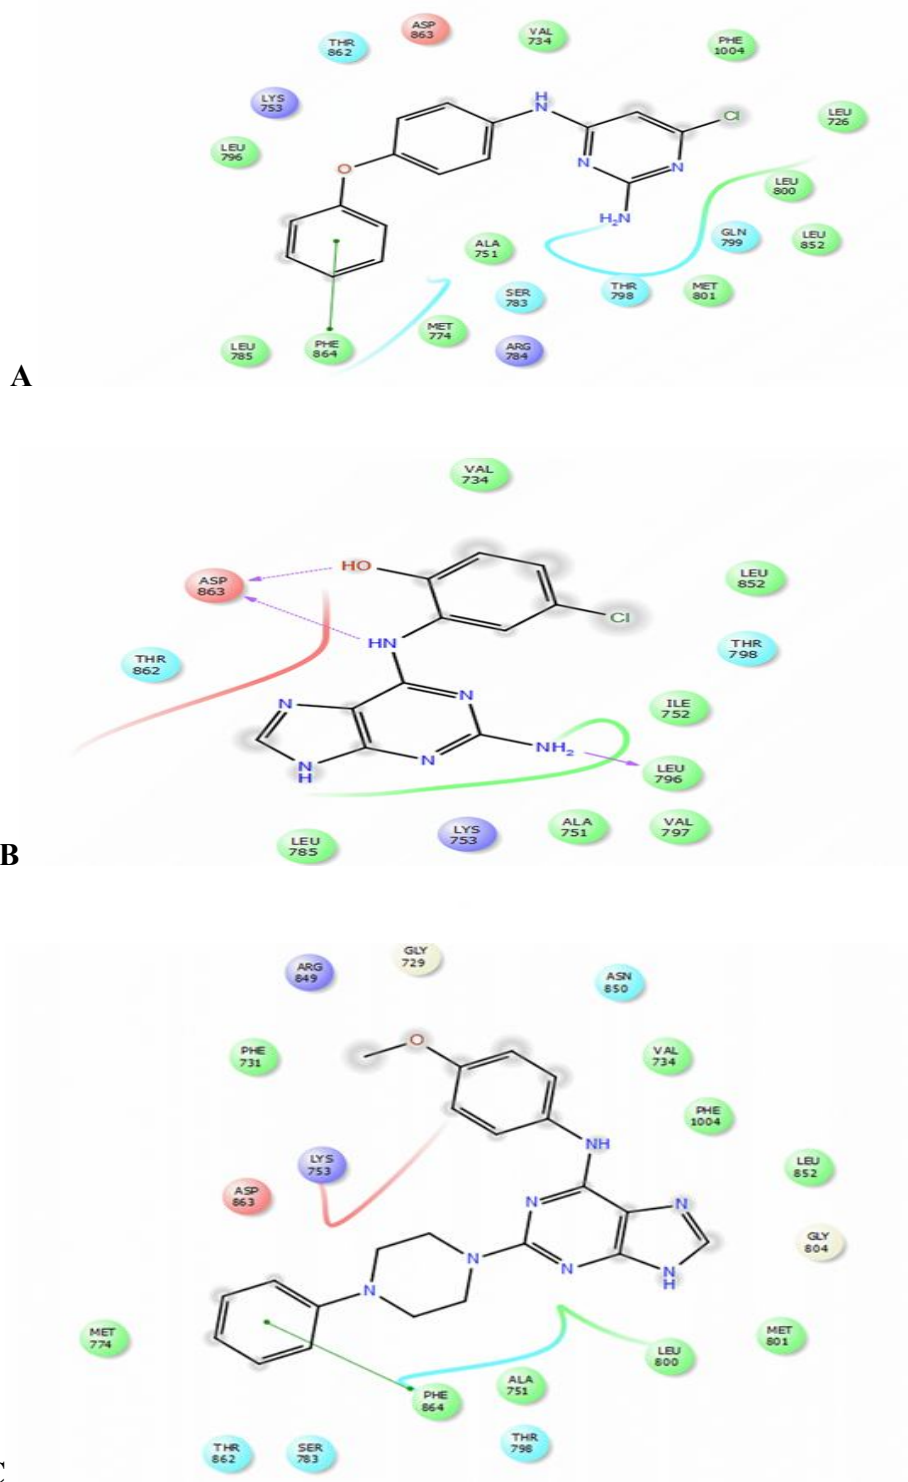 ASP
863
THR
862
VAL
734
PHE
1004
LYS
753
H
N
Cl
LEU
726
LEU
796
O
N
N
LEU
800
H₂N
ALA
751
GLN
799
LEU
852
SER
783
THR
798
MET
801
MET
774
LEU
785
PHE
864
ARG
784
A
VAL
734
ASP
863
HO
LEU
852
Cl
THR
862
HN
THR
798
N
N
ILE
752
N
H
N
NH₂
LEU
796
LEU
785
LYS
753
ALA
751
VAL
797
B
ARG
849
GLY
729
ASN
850
O
PHE
731
VAL
734
PHE
1004
NH
LYS
753
LEU
852
ASP
863
N
N
GLY
804
N
N
N
H
N
MET
774
LEU
800
MET
801
PHE
864
ALA
751
THR
862
SER
783
THR
798